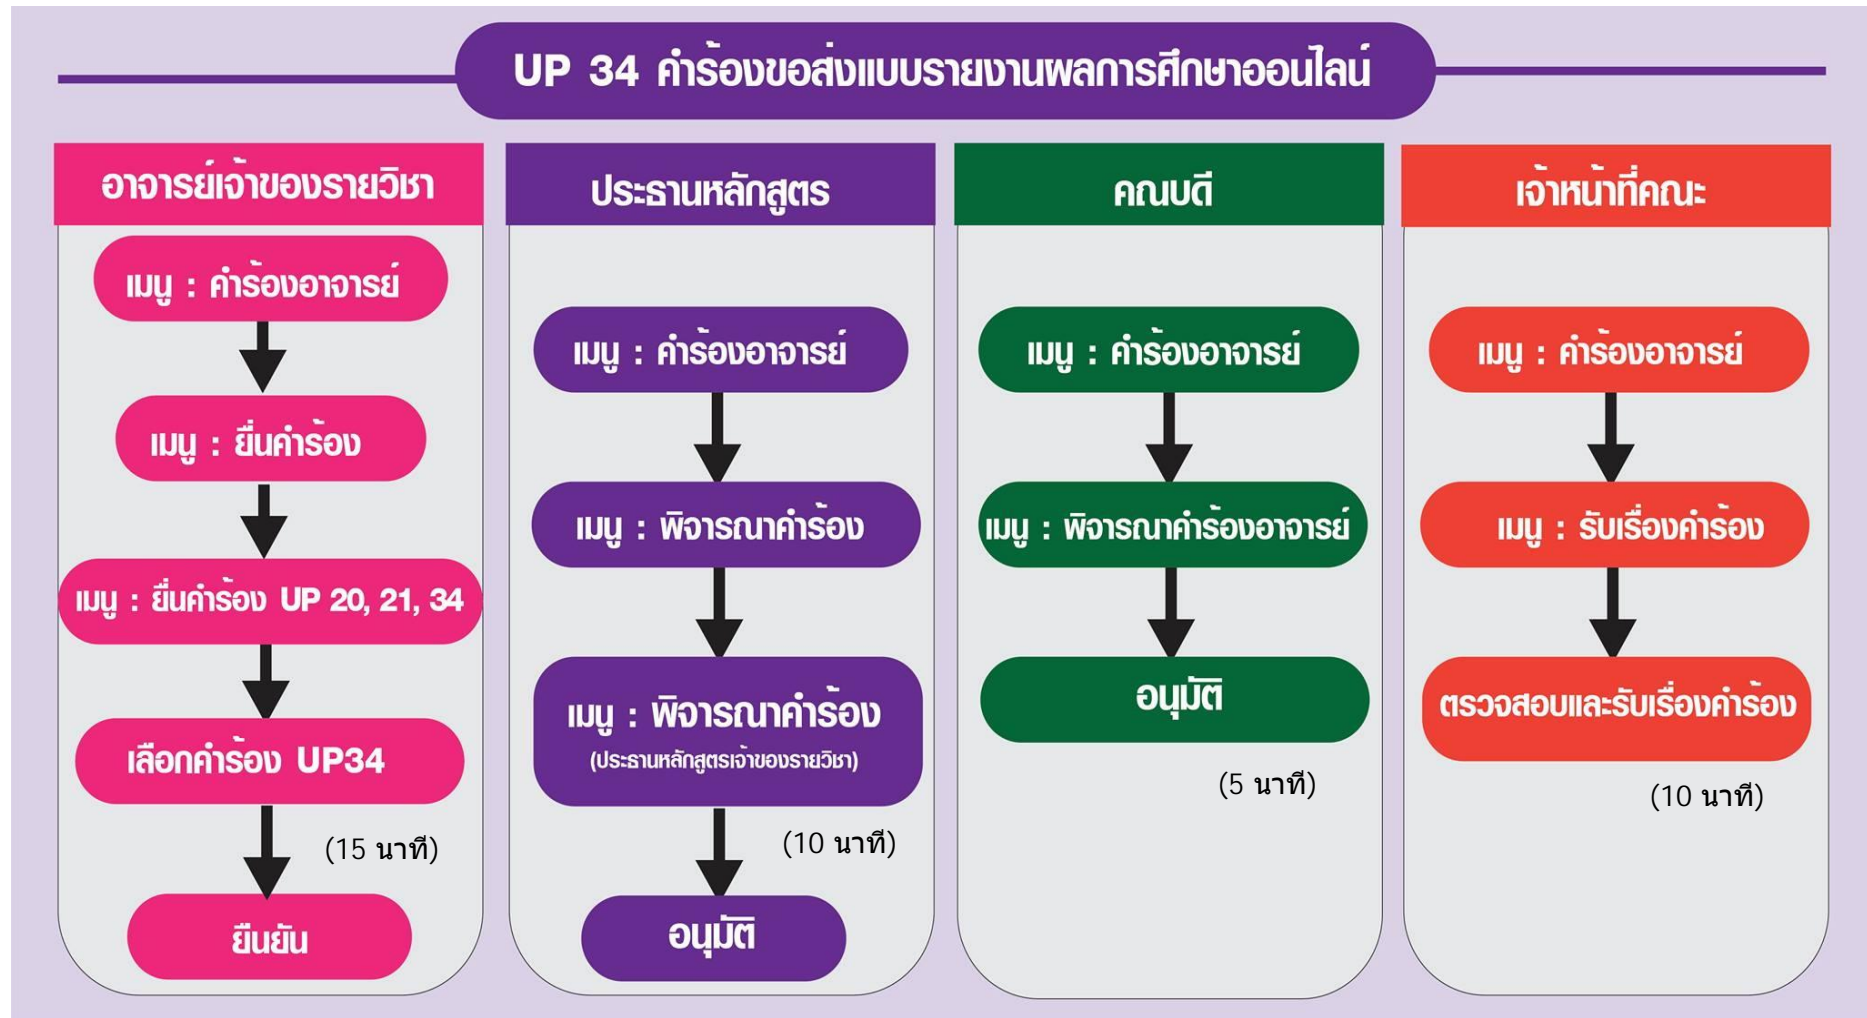 UP 34 คำร้องขอส่งแบบรายงานผลการศึกษาออนไลน์
อาจารย์เจ้าของรายวิชา
เมนู : คำร้องอาจารย์
เมนู : ยื่นคำร้อง
เมนู : ยื่นคำร้อง UP 20, 21, 34
เลือกคำร้อง UP34
(15 นาที)
ยืนยัน
ประธานหลักสูตร
เมนู : คำร้องอาจารย์
เมนู : พิจารณาคำร้อง
เมนู : พิจารณาคำร้อง
(ประธานหลักสูตรเจ้าของรายวิชา)
(10 นาที)
อนุมัติ
คณบดี
เมนู : คำร้องอาจารย์
เมนู : พิจารณาคำร้องอาจารย์
อนุมัติ
(5 นาที)
เจ้าหน้าที่คณะ
เมนู : คำร้องอาจารย์
เมนู : รับเรื่องคำร้อง
ตรวจสอบและรับเรื่องคำร้อง
(10 นาที)